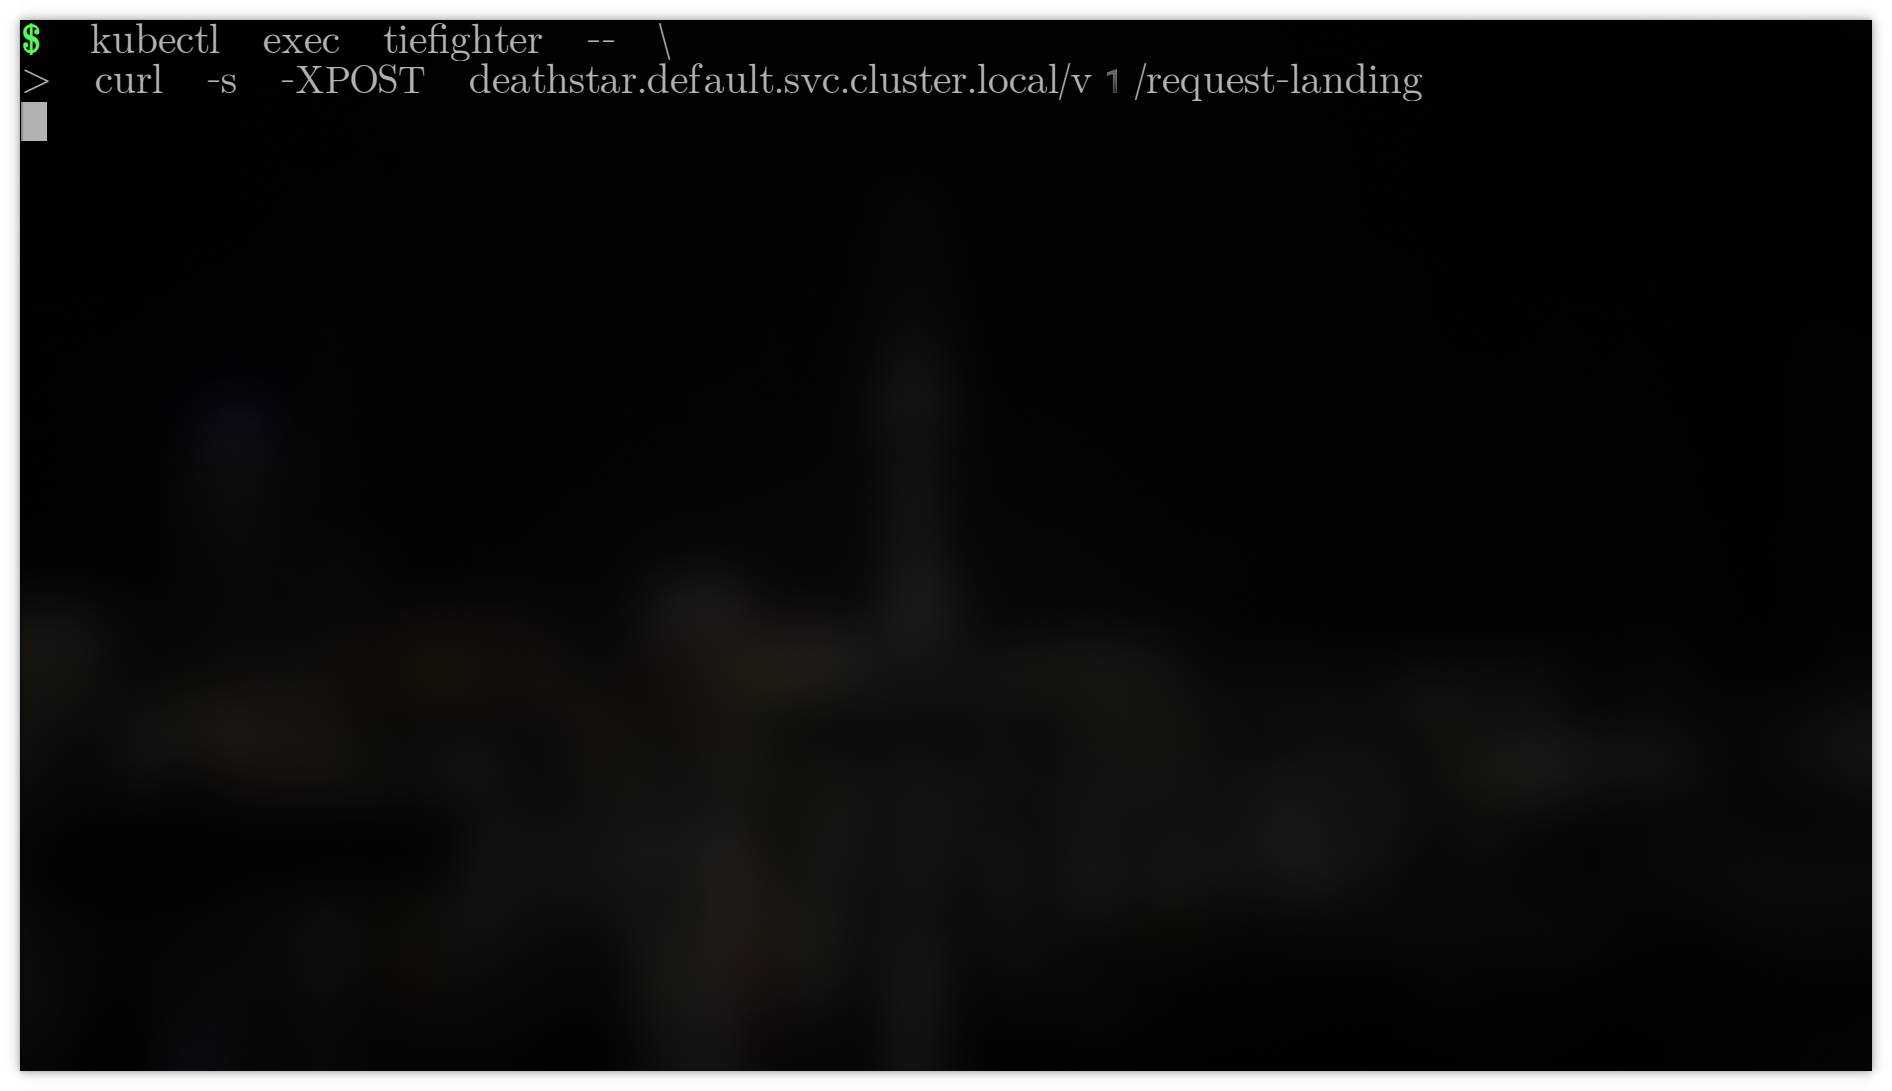 $ kubectl exec tiefighter -- \
> curl -s -XPOST deathstar.default.svc.cluster.local/v1/request-landing